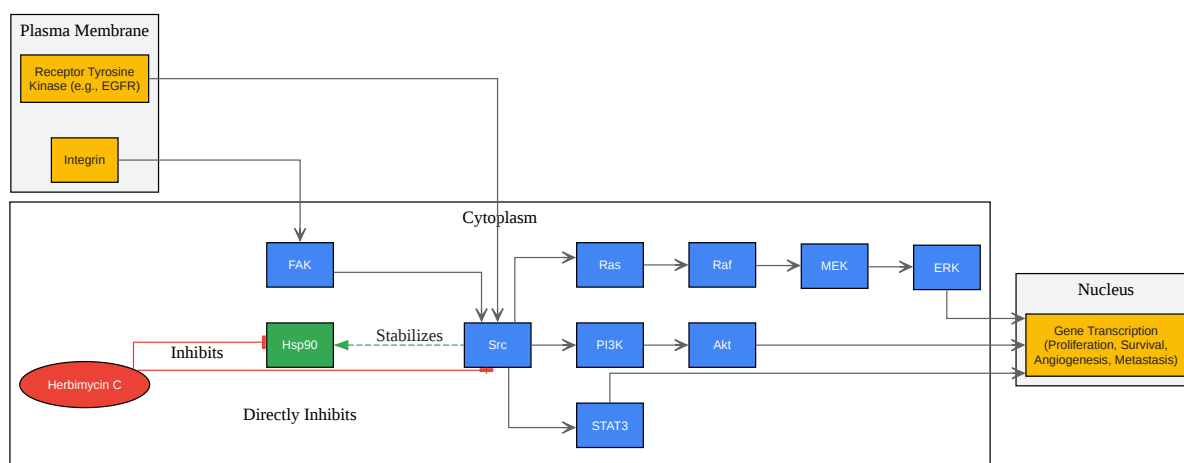 Plasma Membrane
Receptor Tyrosine
Kinase (e.g., EGFR)
Integrin
Cytoplasm
FAK
Ras
Raf
MEK
ERK
Nucleus
Hsp90
Stabilizes
Src
PI3K
Akt
Gene Transcription
(Proliferation, Survival,
Angiogenesis, Metastasis)
Inhibits
Herbimycin C
Directly Inhibits
STAT3